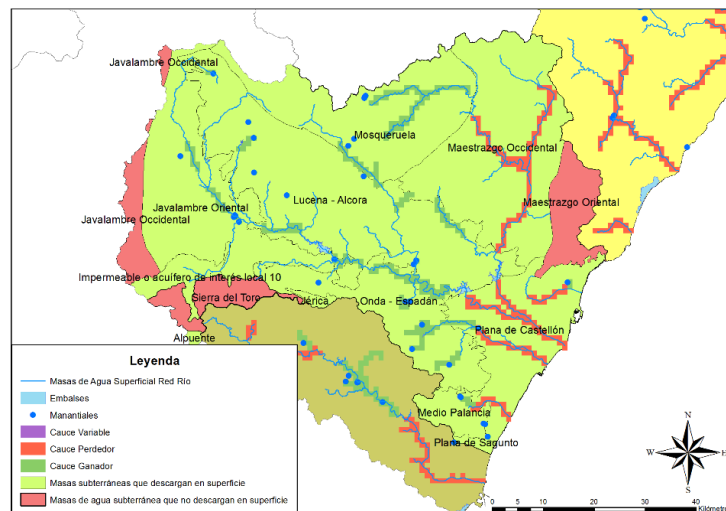 Javalambre Occidental
Mosqueruela
Maestrazgo Occidental
Lucena - Alcora
Maestrazgo Oriental
Javalambre Oriental
Javalambre Occidental
Impermeable o acuífero de interés local 10
Sierra del Toro
Jérica
Onda - Espadán
Plana de Castellón
Alpuente
Medio Palancia
Plana de Sagunto
Leyenda
Masas de Agua Superficial Red Río
Embalses
Manantiales
Cauce Variable
Cauce Perdedor
Cauce Ganador
Masas subterráneas que descargan en superficie
Masas de agua subterránea que no descargan en superficie
N
W E
S
0 10 20 30 40
Kilóme